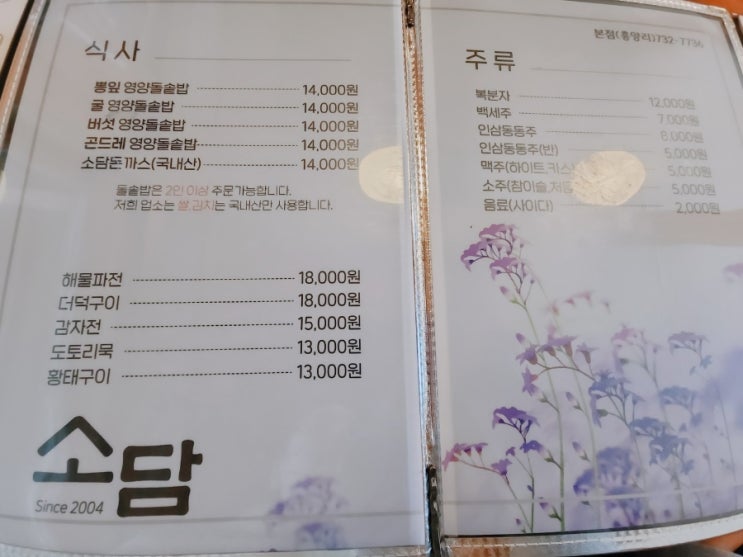 식사
뽕잎 영양돌솥밥 14,000원
굴 영양돌솥밥 14,000원
버섯 영양돌솥밥 14,000원
곤드레 영양돌솥밥 14,000원
소담돈까스(국내산) 14,000원
돌솥밥은 2인 이상 주문가능합니다.
저희 업소는 쌀,김치는 국내산만 사용합니다.
해물파전 18,000원
더덕구이 18,000원
감자전 15,000원
도토리묵 13,000원
황태구이 13,000원
소담
Since 2004
본점(흥양리)732-7736
주류
복분자 12,000원
백세주 7,000원
인삼동동주 8,000원
인삼동동주(반) 5,000원
맥주(하이트,카스 5,000원
소주(참이슬,처음 5,000원
음료(사이다) 2,000원